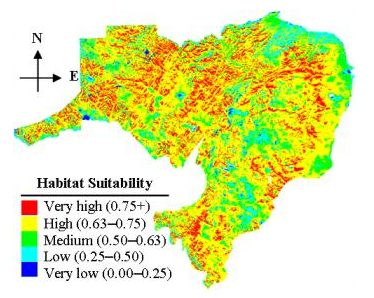 N
E
Habitat Suitability
Very high (0.75+)
High (0.63–0.75)
Medium (0.50–0.63)
Low (0.25–0.50)
Very low (0.00–0.25)